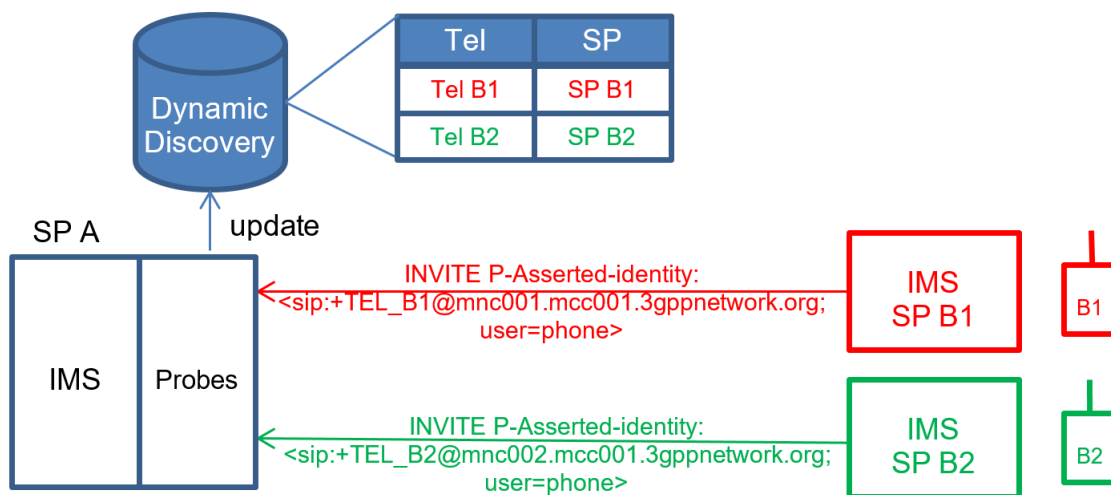 Dynamic
Discovery
Tel SP
Tel B1 SP B1
Tel B2 SP B2
update
SP A
IMS
Probes
INVITE P-Asserted-identity:
<sip:+TEL_B1@mnc001.mcc001.3gppnetwork.org;
user=phone>
IMS
SP B1
B1
INVITE P-Asserted-identity:
<sip:+TEL_B2@mnc002.mcc001.3gppnetwork.org;
user=phone>
IMS
SP B2
B2